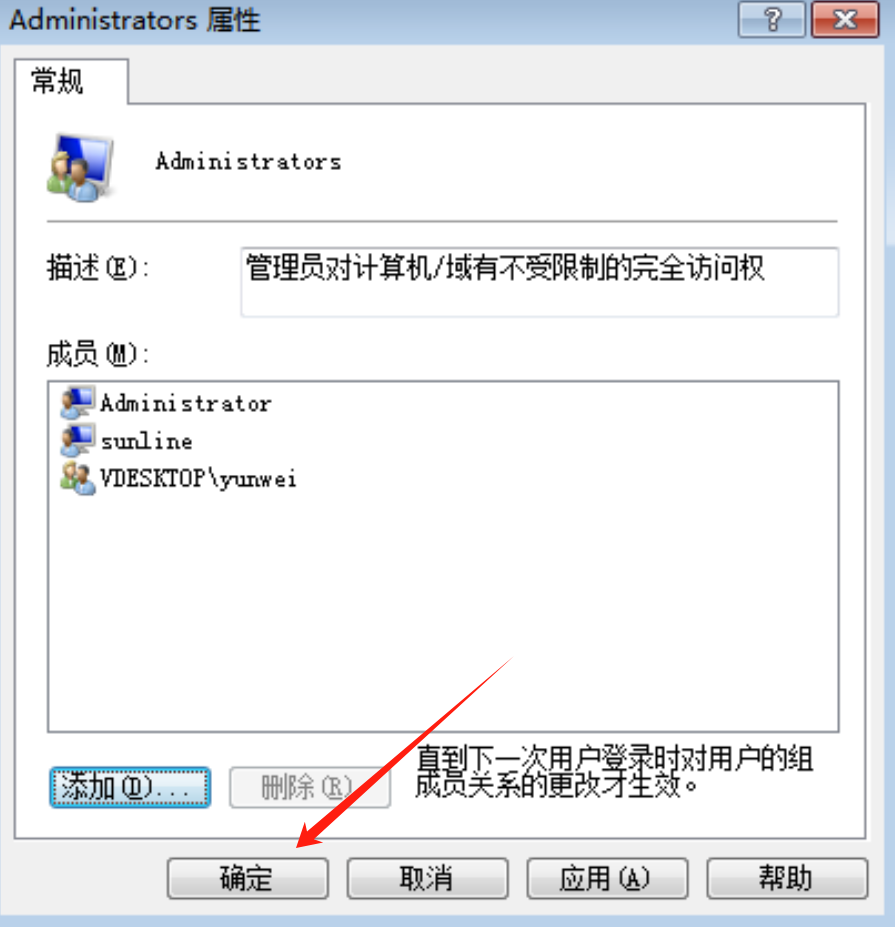 Administrators 属性
常规
Administrators
描述(E):
管理员对计算机/域有不受限制的完全访问权
成员(M):
Administrator
sunline
VDESKTOP\yunwei
添加(D)...
删除(R)
直到下一次用户登录时对用户的组
成员关系的更改才生效。
确定
取消
应用(A)
帮助